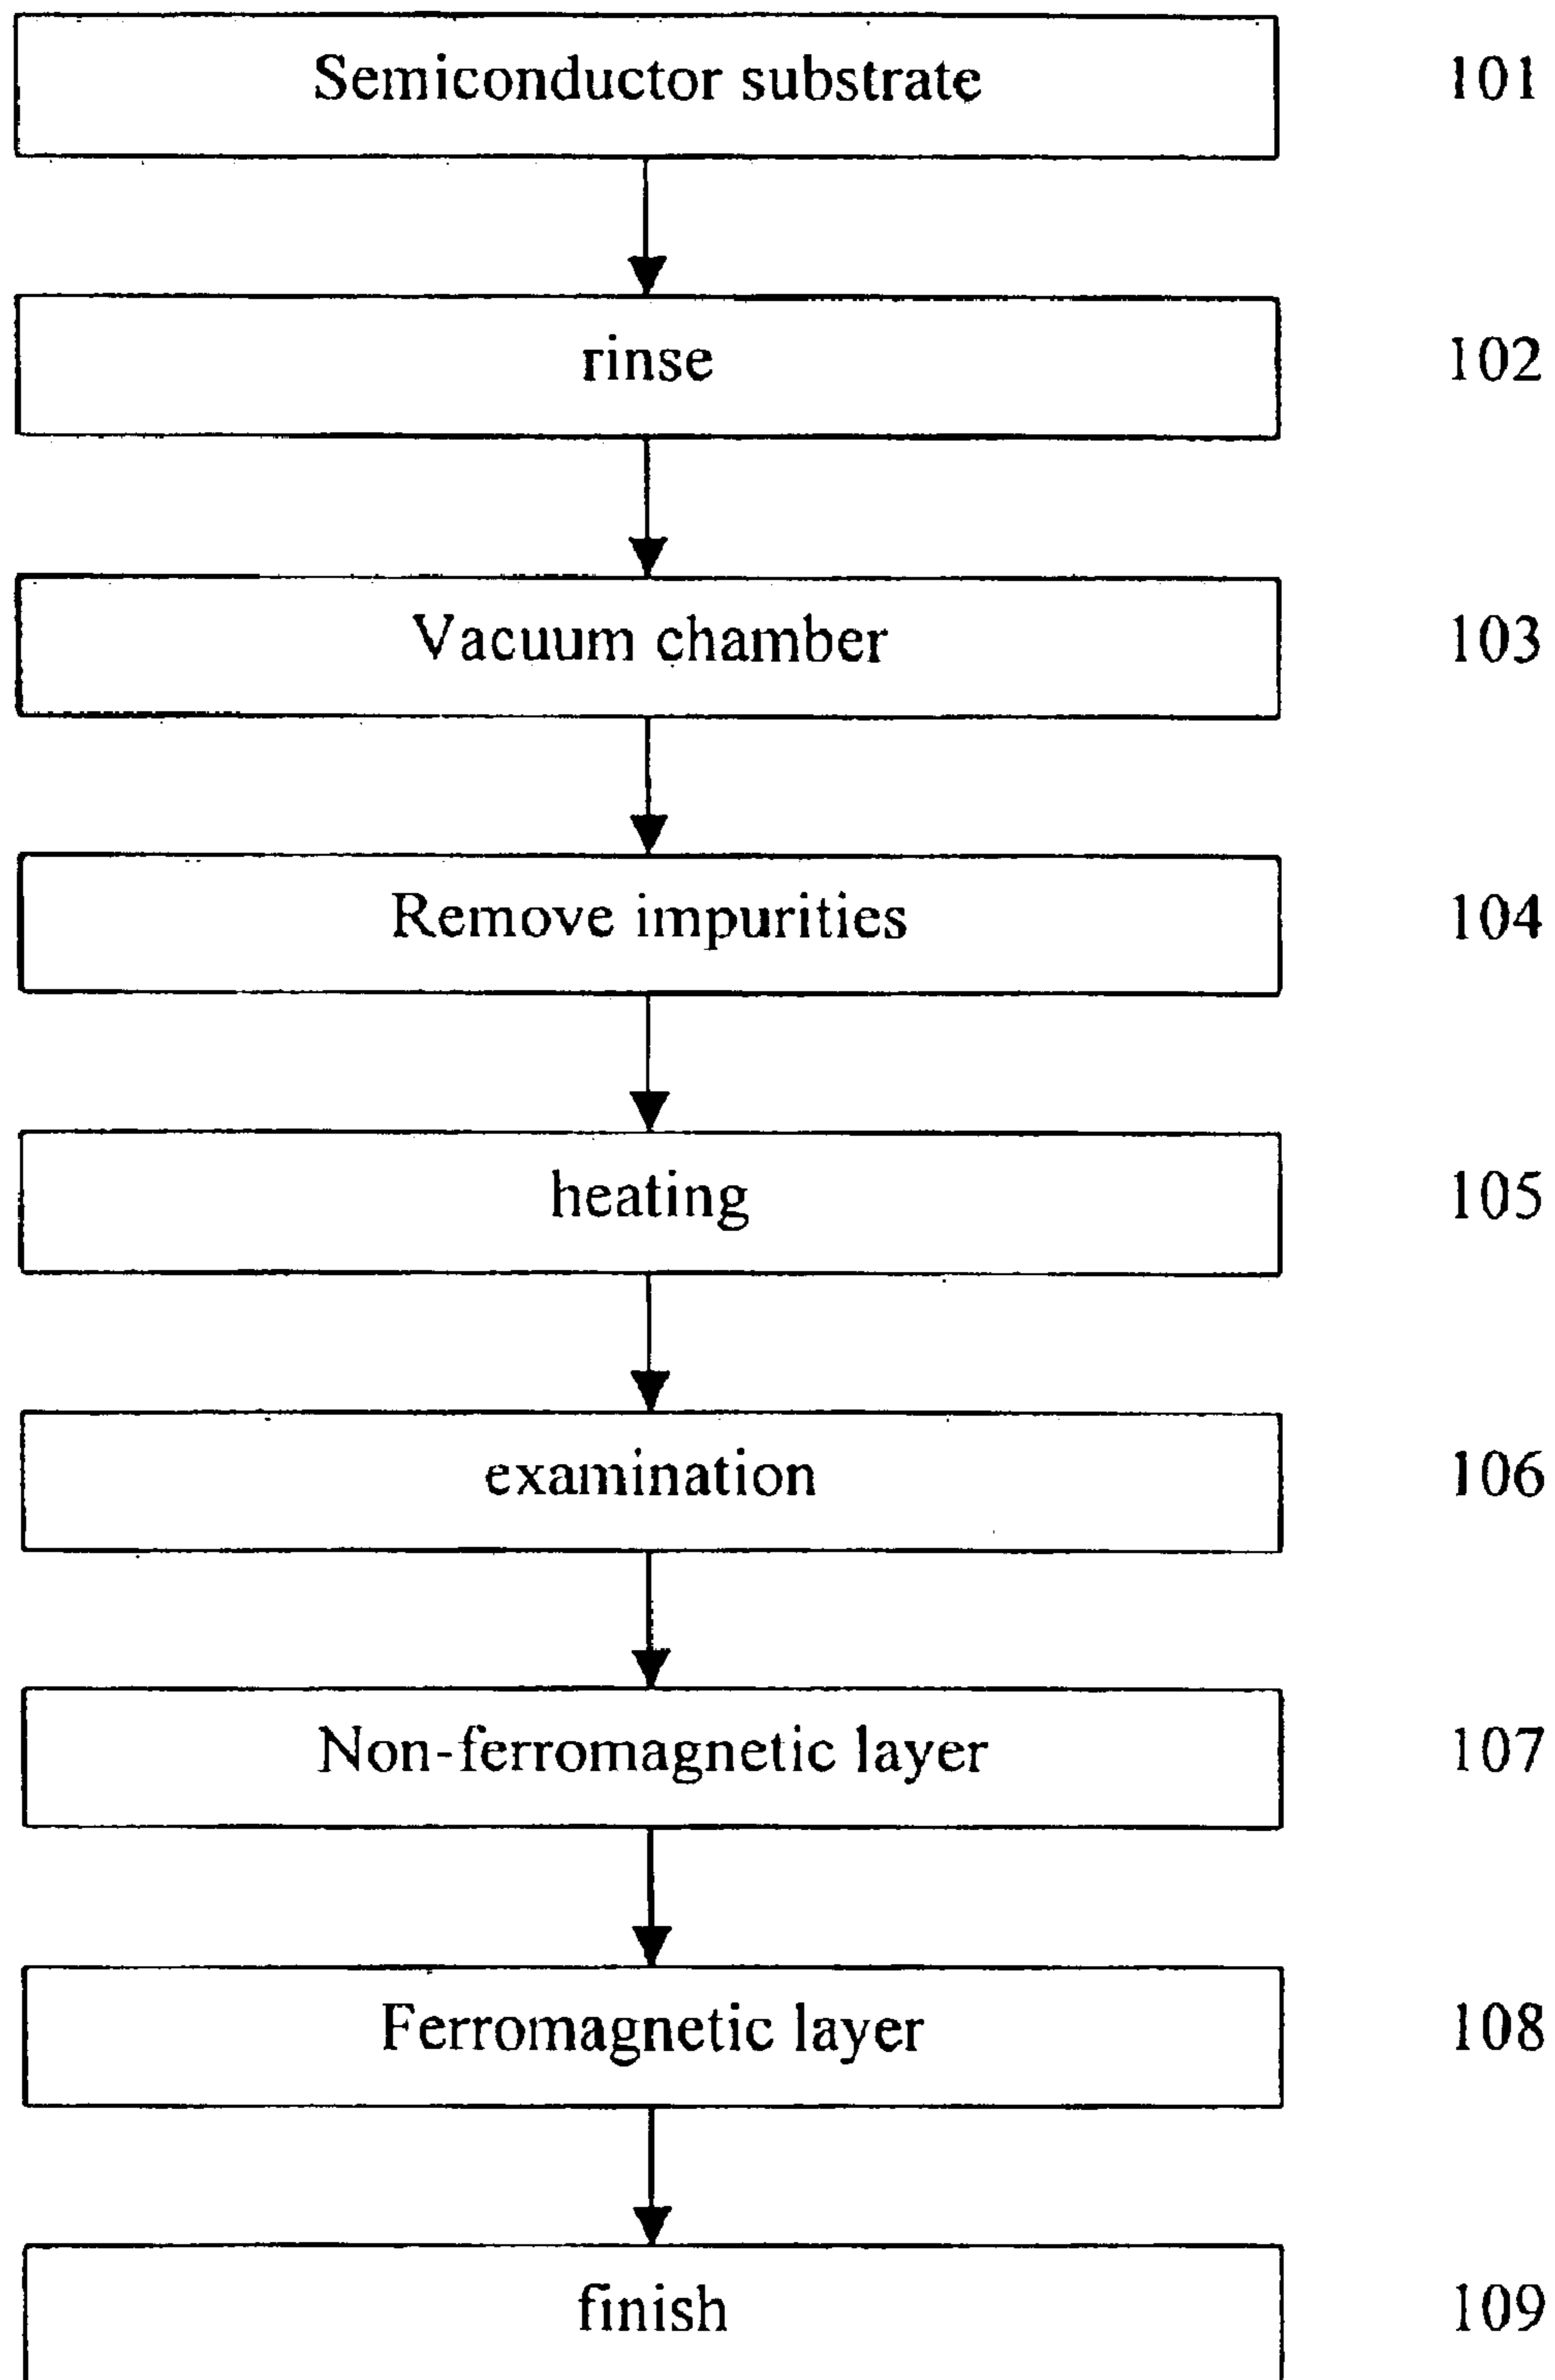 Semiconductor substrate 101
rinse 102
Vacuum chamber 103
Remove impurities 104
heating 105
examination 106
Non-ferromagnetic layer 107
Ferromagnetic layer 108
finish 109